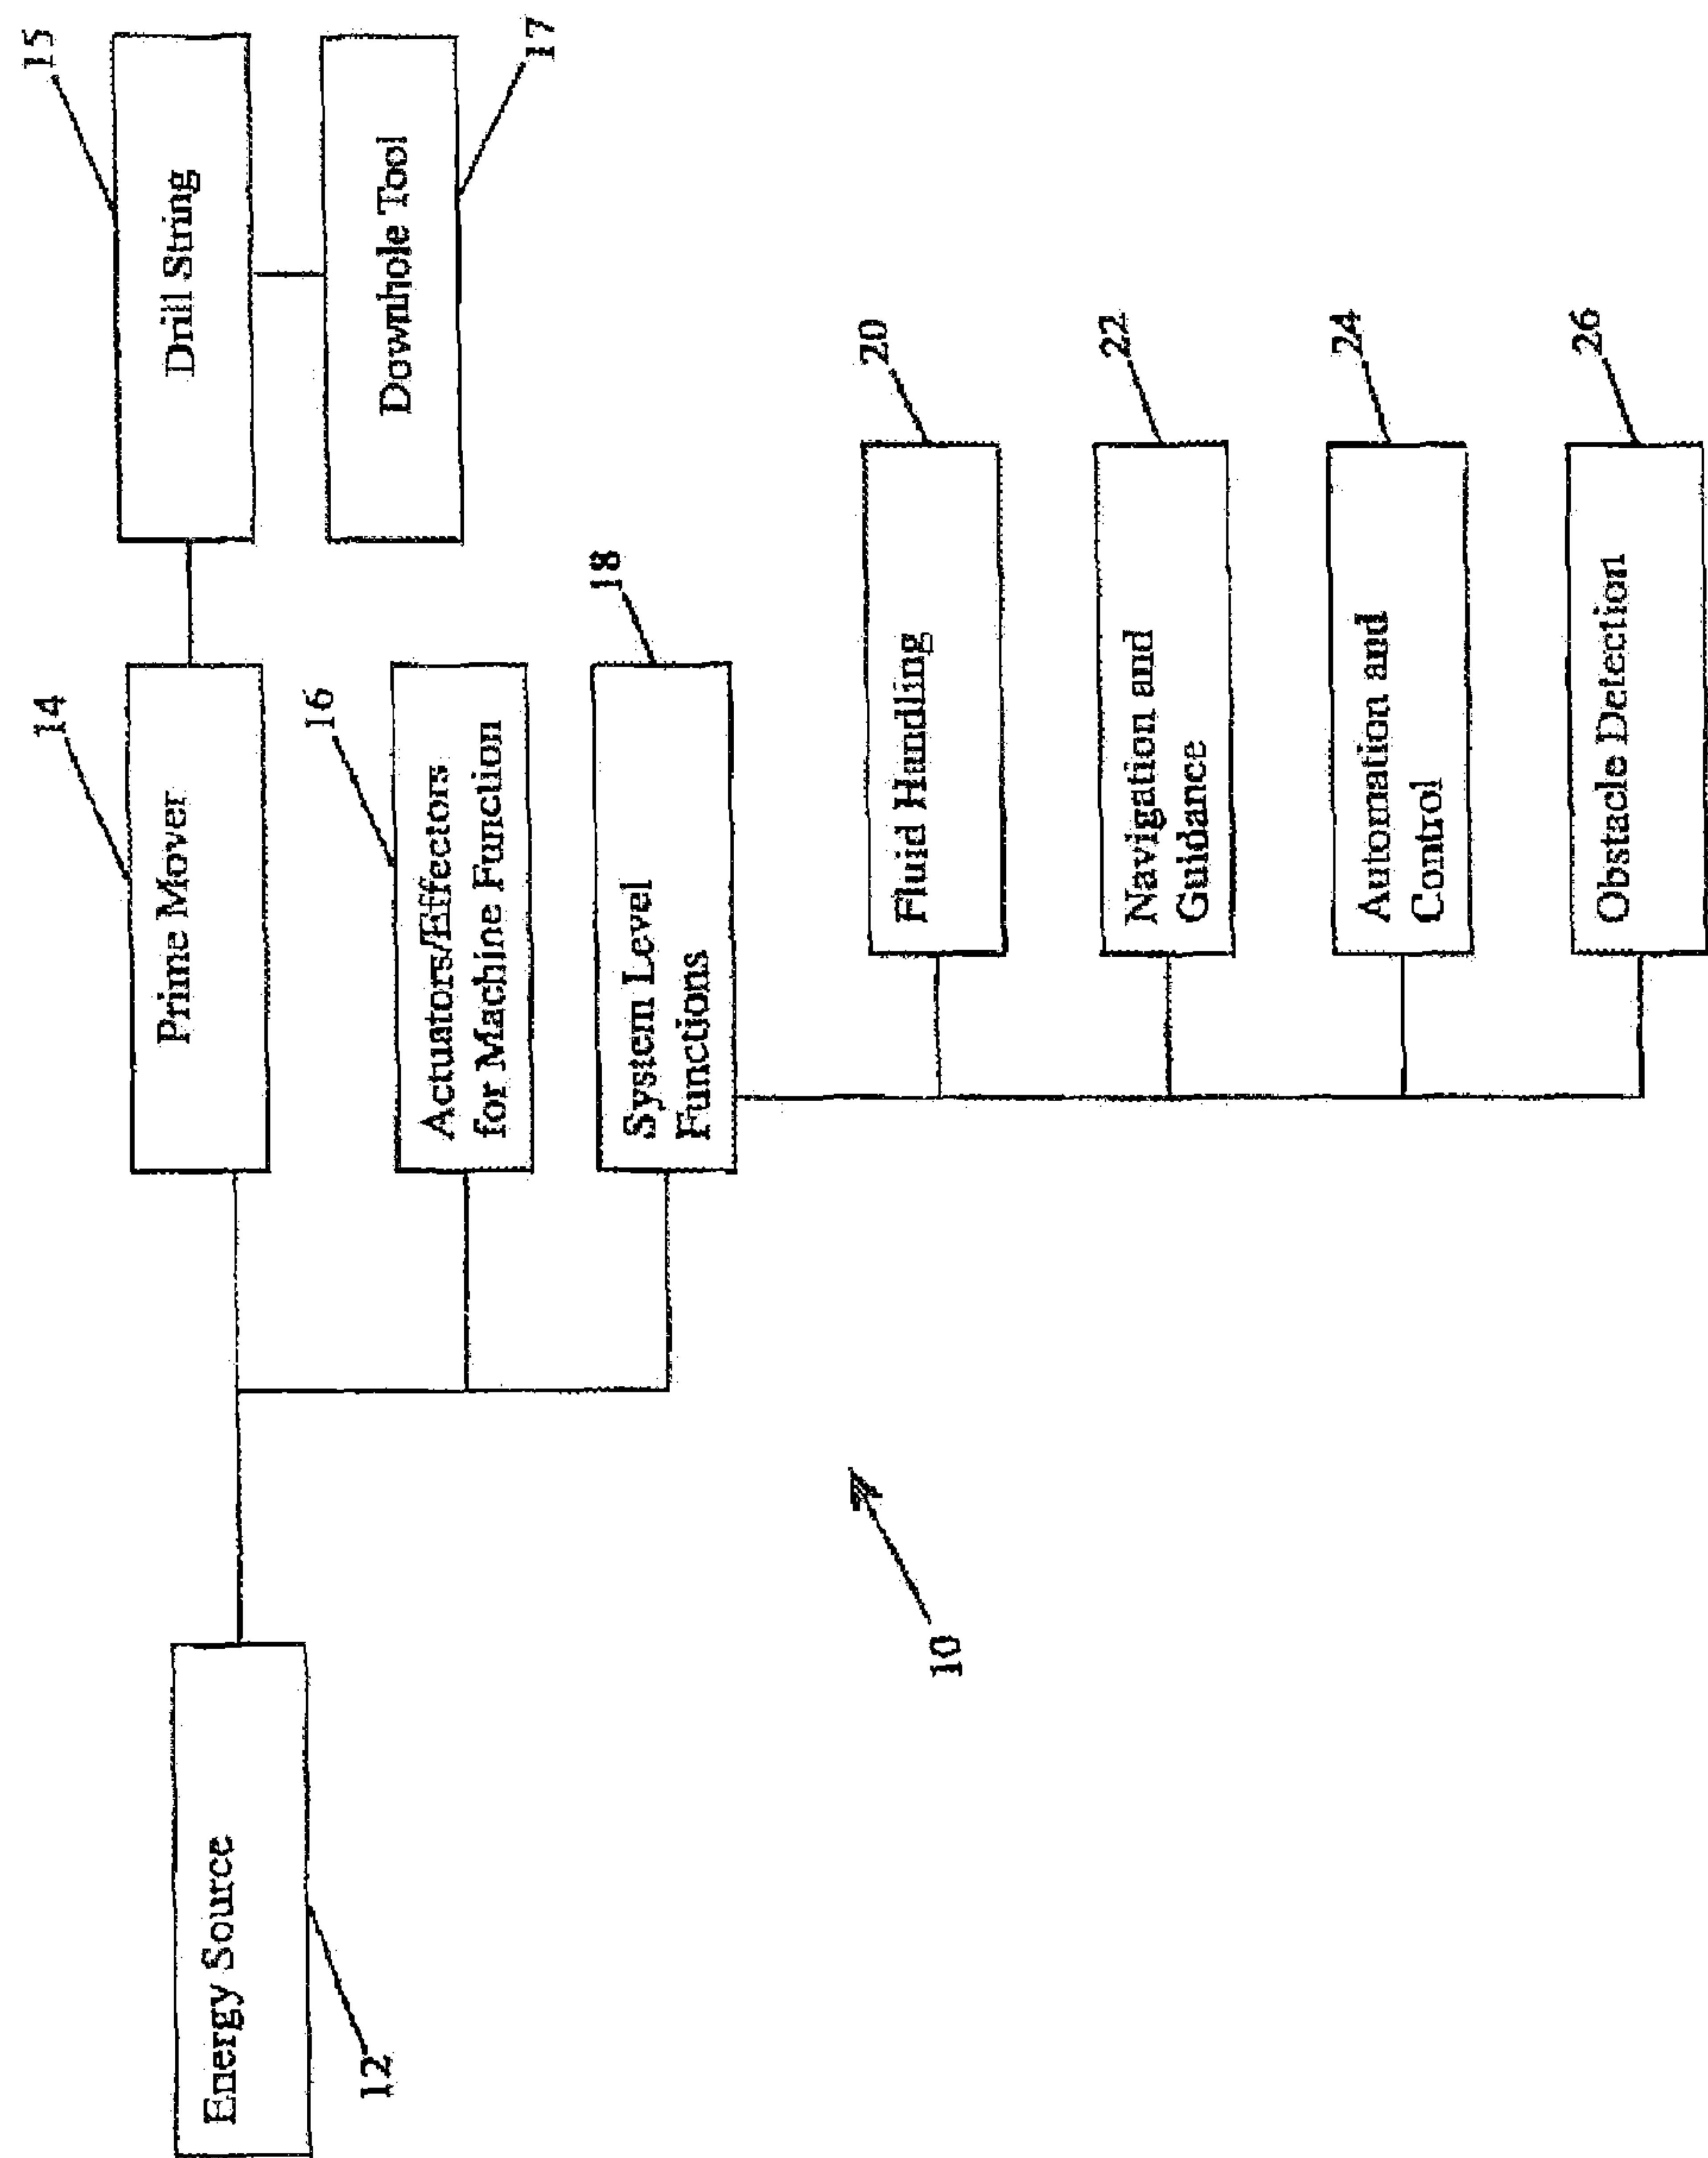 15
Drill String
17
Downhole Tool
14
Prime Mover
16
Actuators/Effectors
for Machine Function
18
System Level
Functions
20
Fluid Handling
22
Navigation and
Guidance
24
Automation and
Control
26
Obstacle Detection
Energy Source
12
10